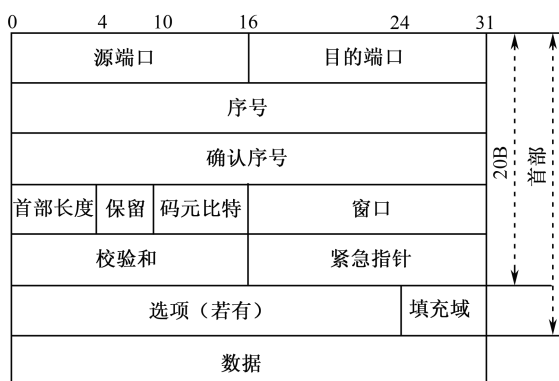 0 4 10 16 24 31
源端口 目的端口
序号
确认序号
首部长度 保留 码元比特 窗口
校验和 紧急指针
选项（若有） 填充域
数据
20B
首部